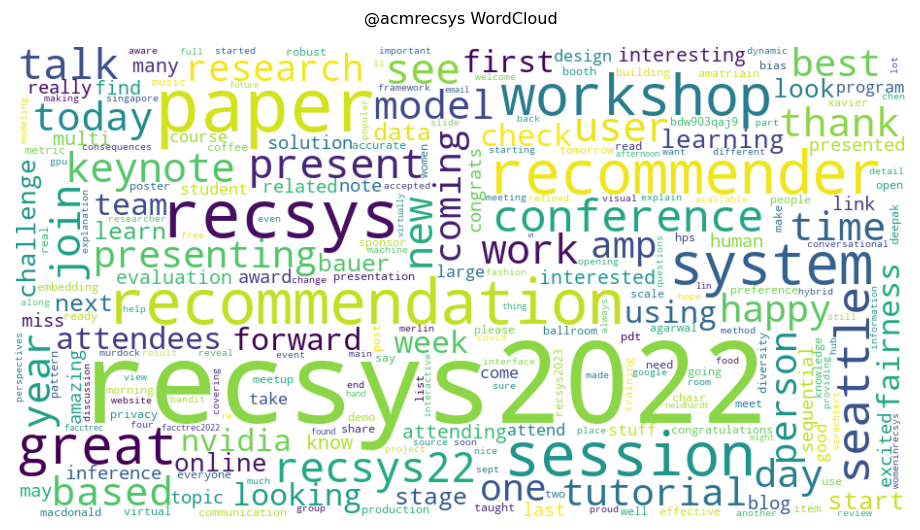 @acmrecsys WordCloud
aware full started robust important dynamic
talk many research see first design interesting best lot
really find music ll framework email welcome booth building amatriain bias look program
today making singapore future paper popular model workshop xavier chen
multi course coffee slide data check user learning back bdw903qaj9 part thank
modeling metric consequences solution accurate women congrats starting tomorrow read want different presented
gpu keynote poster present coming afternoon detail
challenge join explanation student related note accepted meeting refined visual explain available people open
real team researcher recsys virtually new conference recommender make link deepak
learn even free sponsor machine us work amp hps human time conversational
presenting bauer opening questions system
evaluation award change presentation large fashion interested lin preference hybrid
embedding scale hope
along next help recommendation thing always using happy still fairness information
miss ready merlin post covid please ballroom agarwal method hub
year perspectives attendees forward week pdt
murdock result reveal event main say interface come sure made google need going food room diversity person knowledge seattle
amazing pattern discussion website view meetup end list interactive recsys2023 training chair meet sequential providing
morning bandit covering take hand recsys2022 neidhardt good
privacy demo
great facctrec four facctrec2022 re share project attending attend place stuff congratulations might verachtert excited womeninrecsys
nvidia know source soon nice session
inference everyone online recsys22 sept day
may based topic much looking stage one two tutorial blog use start
macdonald virtual communication group production taught last proud well effective another item review